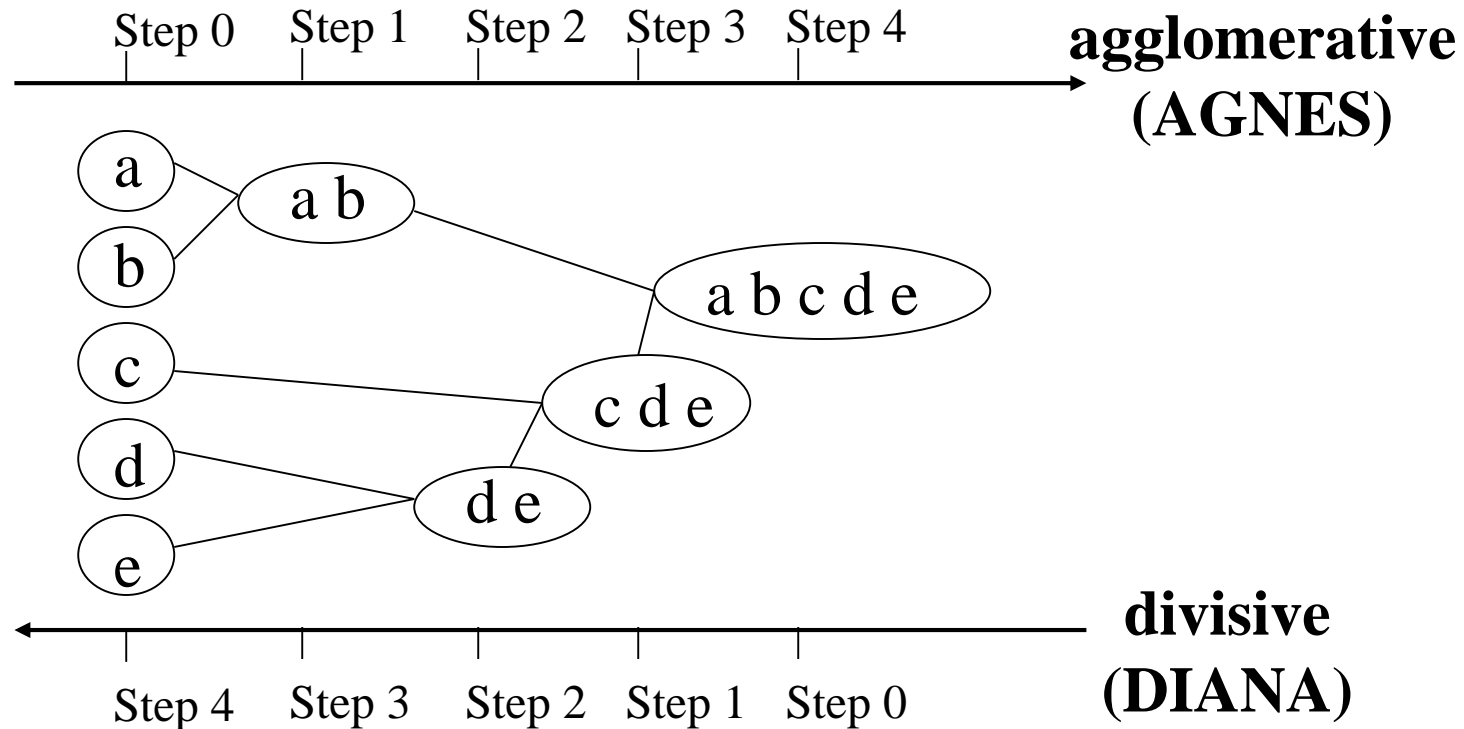 Step 0 Step 1 Step 2 Step 3 Step 4
agglomerative
(AGNES)
a
a b
b
a b c d e
c
c d e
d
d e
e
divisive
(DIANA)
Step 4 Step 3 Step 2 Step 1 Step 0